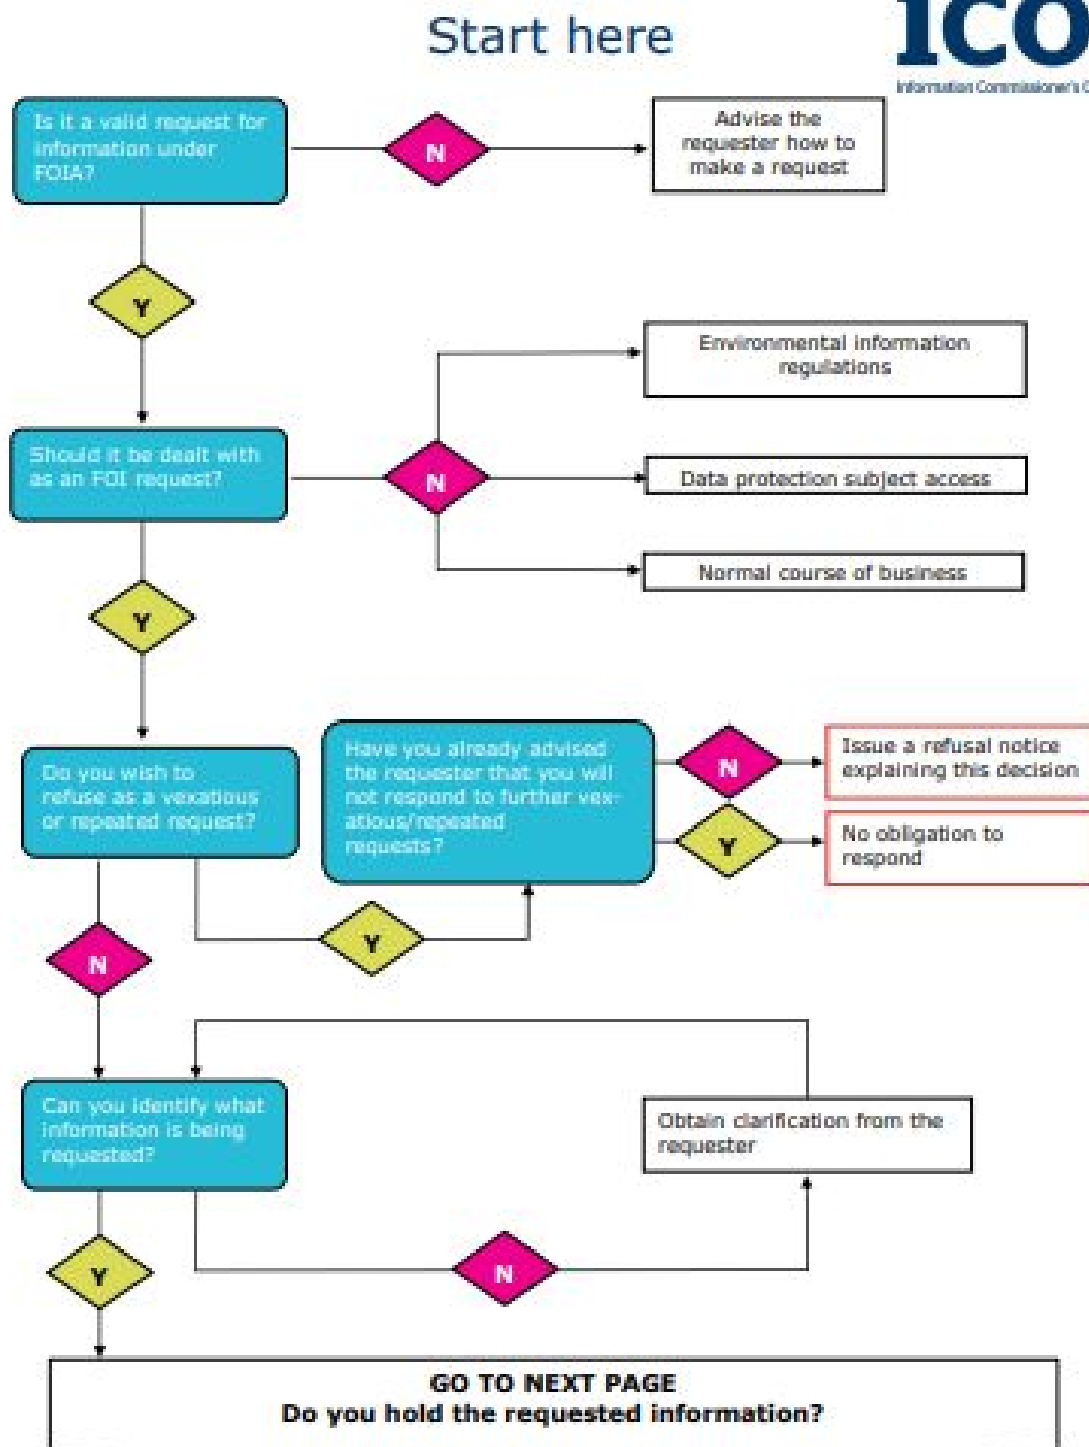 Start here
ico
Information Commissioner's
Is it a valid request for
information under
FOIA?
N
Advise the
requester how to
make a request
Y
Environmental information
regulations
Should it be dealt with
as an FOI request?
N
Data protection subject access
Normal course of business
Y
Do you wish to
refuse as a vexatious
or repeated request?
Have you already advised
the requester that you will
not respond to further vex-
atious/repeated
requests?
N
Issue a refusal notice
explaining this decision
Y
No obligation to
respond
Y
N
Can you identify what
information is being
requested?
Obtain clarification from the
requester
Y
N
GO TO NEXT PAGE
Do you hold the requested information?